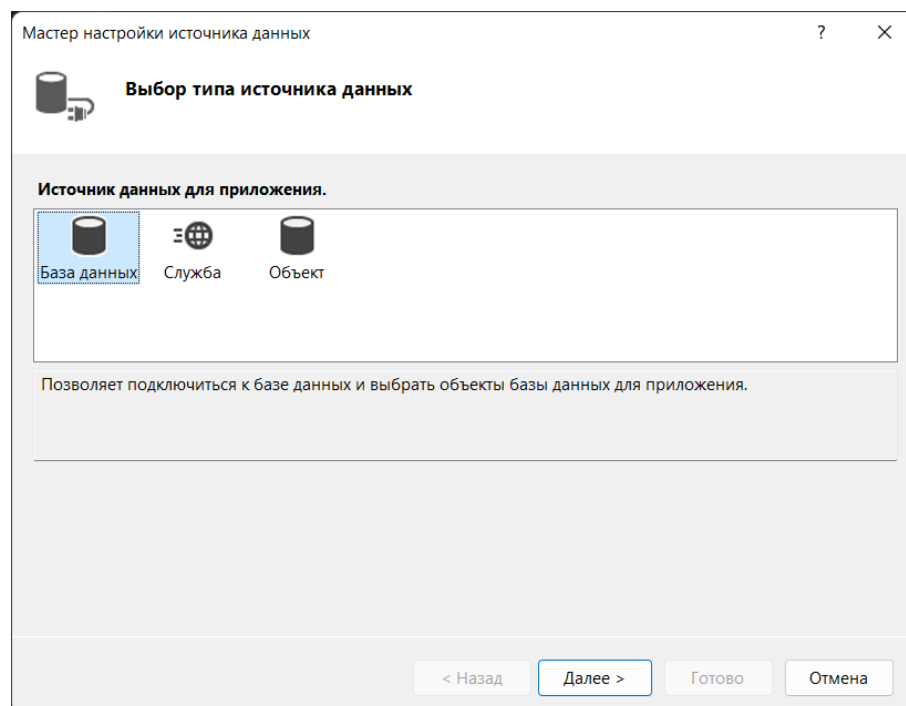 Мастер настройки источника данных ?
Выбор типа источника данных
Источник данных для приложения.
База данных Служба Объект
Позволяет подключиться к базе данных и выбрать объекты базы данных для приложения.
< Назад Далее > Готово Отмена